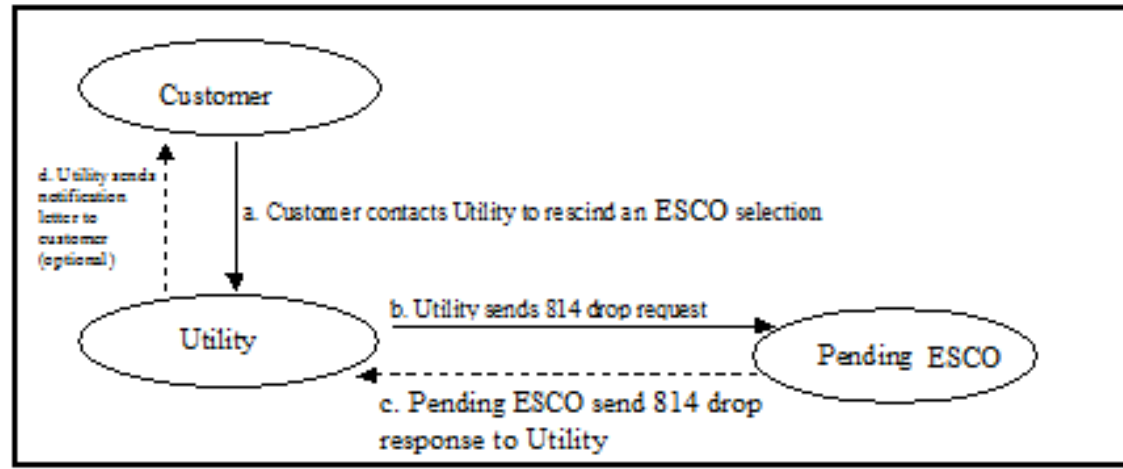 Customer
d. Utility sends
notification
letter to
customer
(optional)
a. Customer contacts Utility to rescind an ESCO selection
Utility
b. Utility sends 814 drop request
Pending ESCO
c. Pending ESCO send 814 drop
response to Utility